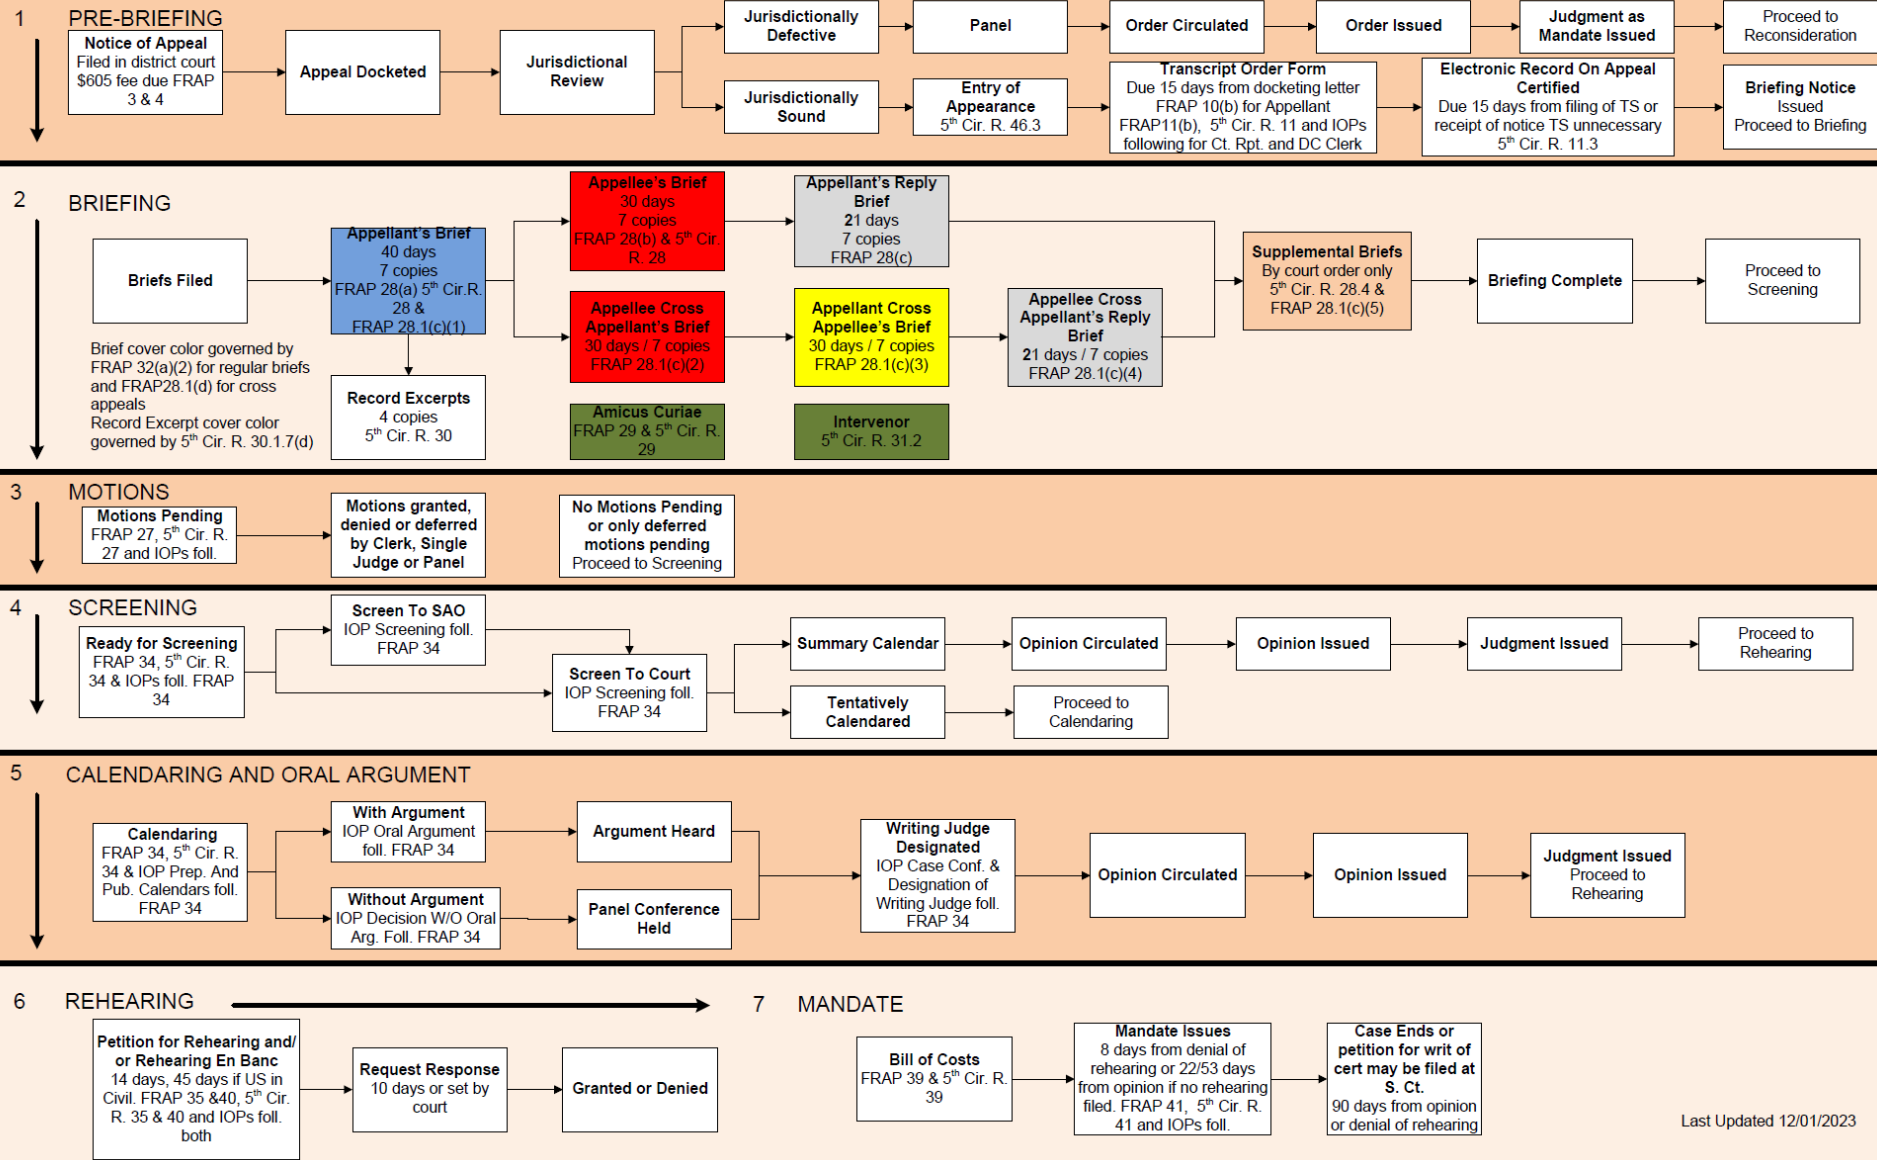 1
PRE-BRIEFING
Notice of Appeal
Filed in district court
$605 fee due FRAP
3 & 4
Appeal Docketed
Jurisdictional
Review
Jurisdictionally
Defective
Panel
Order Circulated
Order Issued
Judgment as
Mandate Issued
Proceed to
Reconsideration
Jurisdictionally
Sound
Entry of
Appearance
5th Cir. R. 46.3
Transcript Order Form
Due 15 days from docketing letter
FRAP 10(b) for Appellant
FRAP11(b), 5th Cir. R. 11 and IOPs
following for Ct. Rpt. and DC Clerk
Electronic Record On Appeal
Certified
Due 15 days from filing of TS or
receipt of notice TS unnecessary
5th Cir. R. 11.3
Briefing Notice
Issued
Proceed to Briefing
2
BRIEFING
Briefs Filed
Appellant's Brief
40 days
7 copies
FRAP 28(a) 5th Cir.R.
28 &
FRAP 28.1(c)(1)
Appellee's Brief
30 days
7 copies
FRAP 28(b) & 5th Cir.
R. 28
Appellant's Reply
Brief
21 days
7 copies
FRAP 28(c)
Appellee Cross
Appellant's Brief
30 days / 7 copies
FRAP 28.1(c)(2)
Appellant Cross
Appellee's Brief
30 days / 7 copies
FRAP 28.1(c)(3)
Appellee Cross
Appellant's Reply
Brief
21 days / 7 copies
FRAP 28.1(c)(4)
Supplemental Briefs
By court order only
5th Cir. R. 28.4 &
FRAP 28.1(c)(5)
Briefing Complete
Proceed to
Screening
Brief cover color governed by
FRAP 32(a)(2) for regular briefs
and FRAP28.1(d) for cross
appeals
Record Excerpt cover color
governed by 5th Cir. R. 30.1.7(d)
Record Excerpts
4 copies
5th Cir. R. 30
Amicus Curiae
FRAP 29 & 5th Cir. R.
29
Intervenor
5th Cir. R. 31.2
3
MOTIONS
Motions Pending
FRAP 27, 5th Cir. R.
27 and IOPs foll.
Motions granted,
denied or deferred
by Clerk, Single
Judge or Panel
No Motions Pending
or only deferred
motions pending
Proceed to Screening
4
SCREENING
Ready for Screening
FRAP 34, 5th Cir. R.
34 & IOPs foll. FRAP
34
Screen To SAO
IOP Screening foll.
FRAP 34
Screen To Court
IOP Screening foll.
FRAP 34
Summary Calendar
Opinion Circulated
Opinion Issued
Judgment Issued
Proceed to
Rehearing
Tentatively
Calendared
Proceed to
Calendaring
5
CALENDARING AND ORAL ARGUMENT
Calendaring
FRAP 34, 5th Cir. R.
34 & IOP Prep. And
Pub. Calendars foll.
FRAP 34
With Argument
IOP Oral Argument
foll. FRAP 34
Argument Heard
Without Argument
IOP Decision W/O Oral
Arg. Foll. FRAP 34
Panel Conference
Held
Writing Judge
Designated
IOP Case Conf. &
Designation of
Writing Judge foll.
FRAP 34
Opinion Circulated
Opinion Issued
Judgment Issued
Proceed to
Rehearing
6
REHEARING
Petition for Rehearing and/
or Rehearing En Banc
14 days, 45 days if US in
Civil. FRAP 35 &40, 5th Cir.
R. 35 & 40 and IOPs foll.
both
Request Response
10 days or set by
court
Granted or Denied
7
MANDATE
Bill of Costs
FRAP 39 & 5th Cir. R.
39
Mandate Issues
8 days from denial of
rehearing or 22/53 days
from opinion if no rehearing
filed. FRAP 41, 5th Cir. R.
41 and IOPs foll.
Case Ends or
petition for writ of
cert may be filed at
S. Ct.
90 days from opinion
or denial of rehearing
Last Updated 12/01/2023